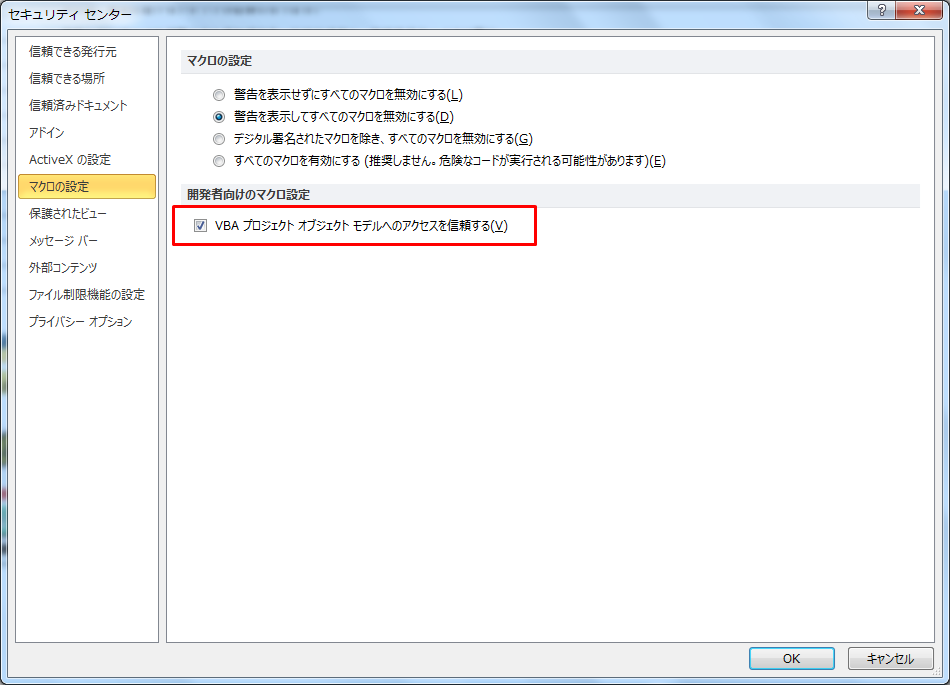 セキュリティ センター
信頼できる発行元
信頼できる場所
信頼済みドキュメント
アドイン
ActiveX の設定
マクロの設定
保護されたビュー
メッセージ バー
外部コンテンツ
ファイル制限機能の設定
プライバシー オプション
マクロの設定
警告を表示せずにすべてのマクロを無効にする(L)
警告を表示してすべてのマクロを無効にする(D)
デジタル署名されたマクロを除き、すべてのマクロを無効にする(G)
すべてのマクロを有効にする (推奨しません。危険なコードが実行される可能性があります)(E)
開発者向けのマクロ設定
VBA プロジェクト オブジェクト モデルへのアクセスを信頼する(V)
OK
キャンセル